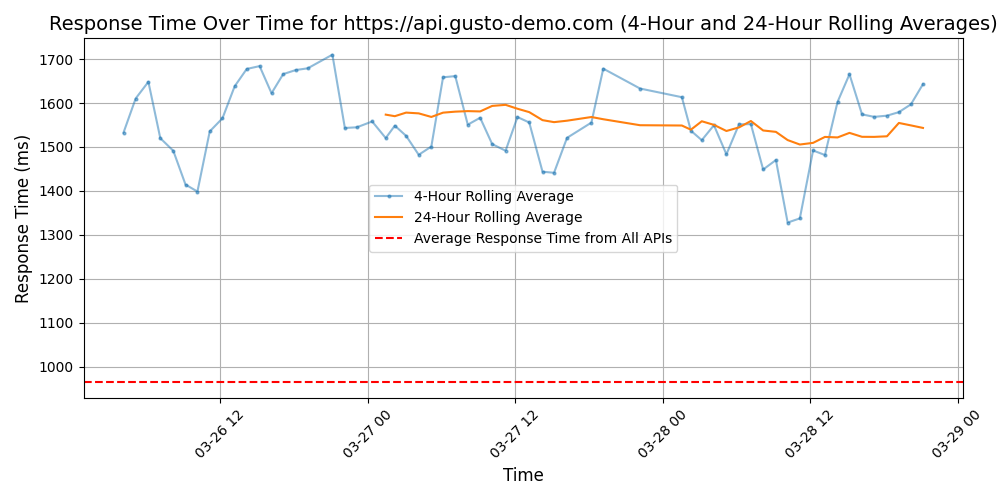 Response Time Over Time for https://api.gusto-demo.com (4-Hour and 24-Hour Rolling Averages)
Response Time (ms)
1700
1600
1500
1400
1300
1200
1100
1000
4-Hour Rolling Average
24-Hour Rolling Average
Average Response Time from All APIs
03-26 12
03-27 00
03-27 12
03-28 00
03-28 12
03-29 00
Time